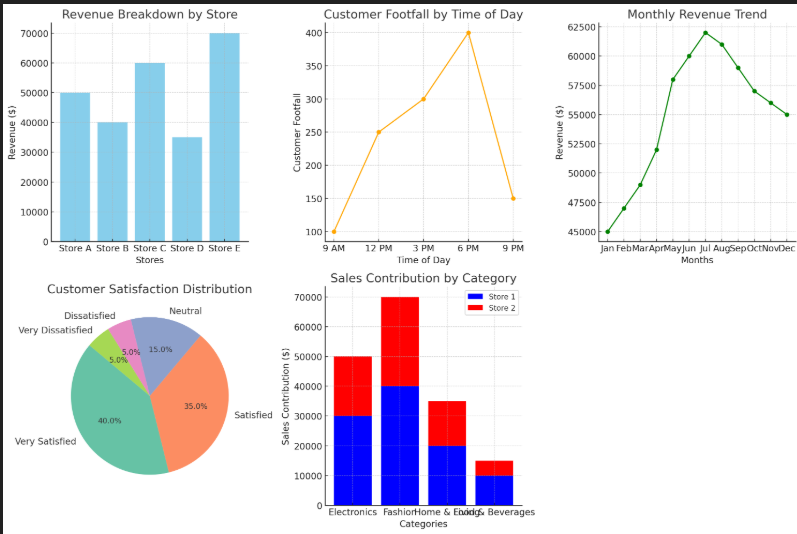 Revenue Breakdown by Store
70000
60000
50000
40000
30000
20000
10000
0
Revenue ($)
Store A Store B Store C Store D Store E
Stores
Customer Footfall by Time of Day
400
350
300
250
200
150
100
Customer Footfall
9 AM 12 PM 3 PM 6 PM 9 PM
Time of Day
Monthly Revenue Trend
62500
60000
57500
55000
52500
50000
47500
45000
Revenue ($)
Jan Feb Mar Apr May Jun Jul Aug Sep Oct Nov Dec
Months
Customer Satisfaction Distribution
Neutral
Dissatisfied
Very Dissatisfied
Satisfied
Very Satisfied
15.0%
5.0%
5.0%
35.0%
40.0%
Sales Contribution by Category
Store 1
Store 2
70000
60000
50000
40000
30000
20000
10000
0
Sales Contribution ($)
Electronics Fashion Home & & Beverages
Categories